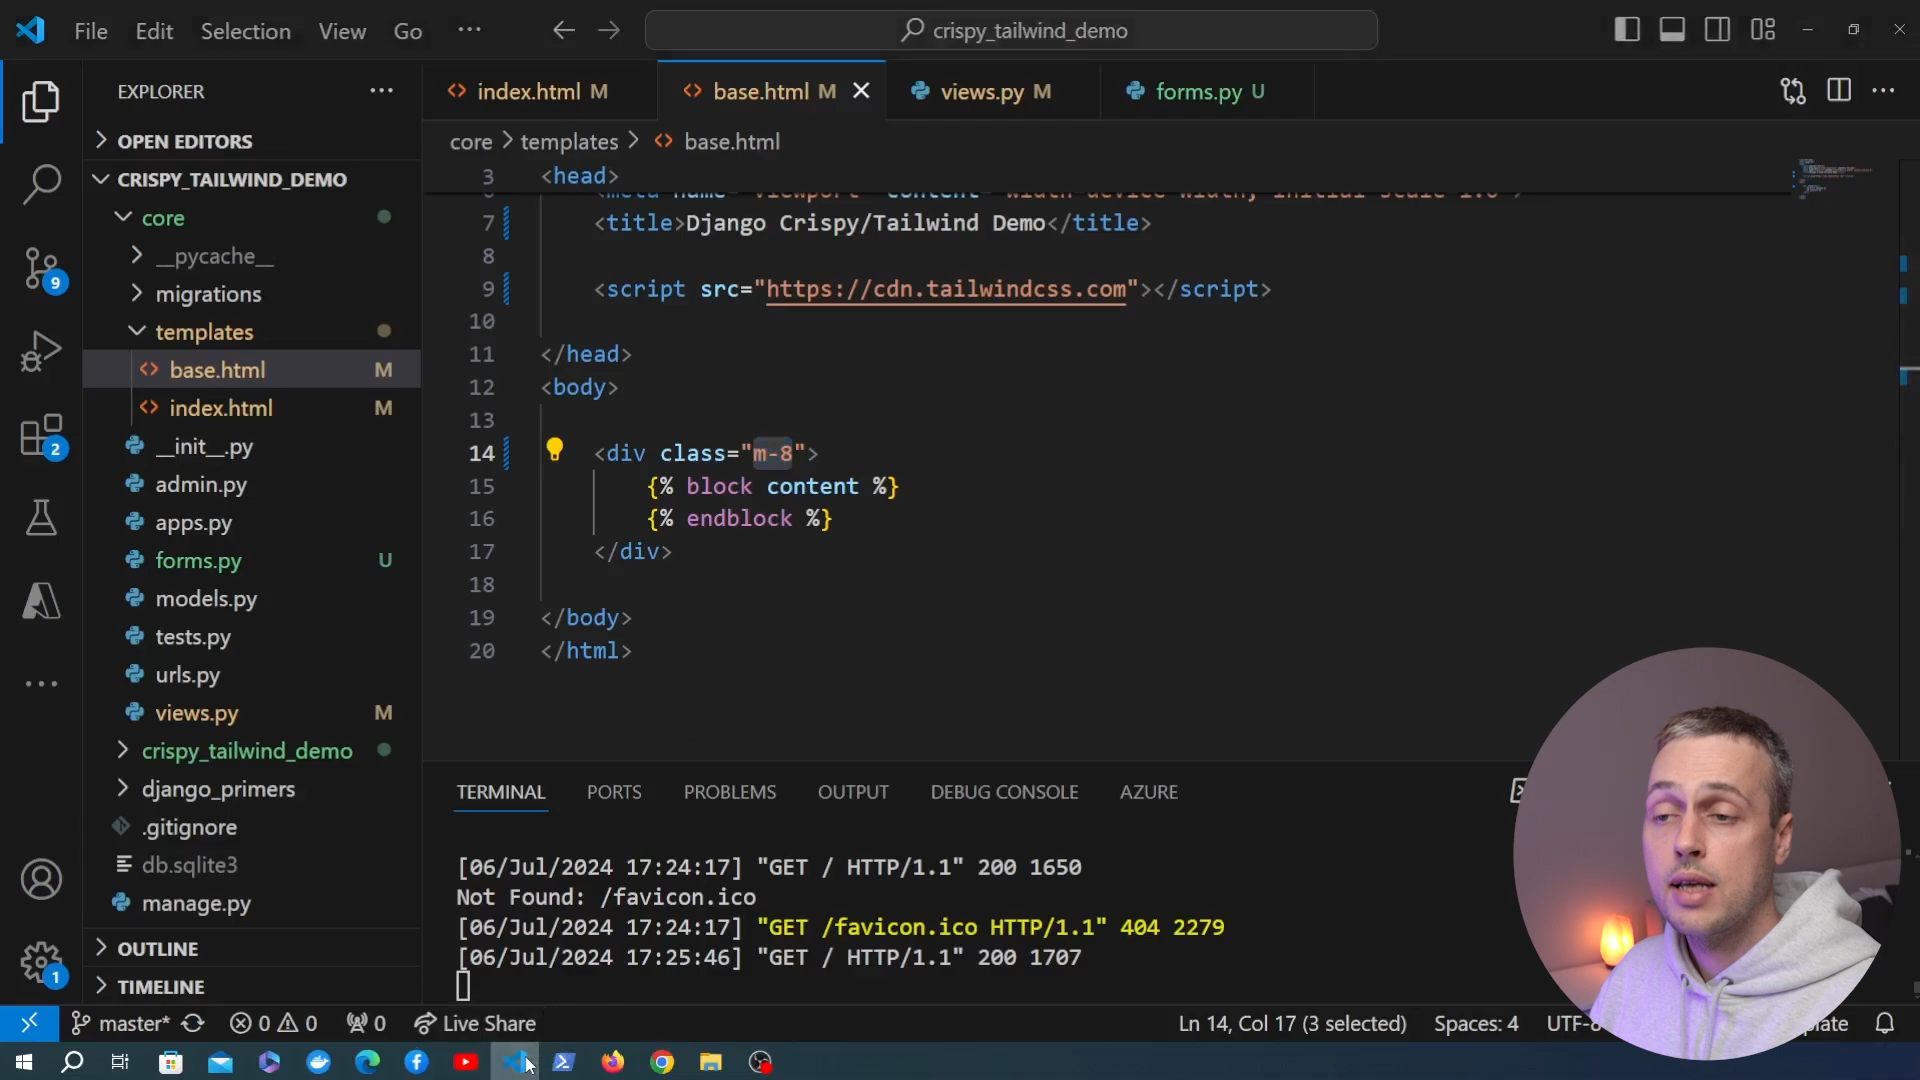 File Edit Selection View Go ··· crispy_tailwind_demo
EXPLORER ···
OPEN EDITORS
CRISPY_TAILWIND_DEMO
core
__pycache__
migrations
templates
base.html M
index.html M
__init__.py
admin.py
apps.py
forms.py U
models.py
tests.py
urls.py
views.py M
crispy_tailwind_demo
django_primers
.gitignore
db.sqlite3
manage.py
OUTLINE
TIMELINE
9
2
1
index.html M base.html M views.py M forms.py U
core > templates > base.html
3 <head>
7 <title>Django Crispy/Tailwind Demo</title>
8
9 <script src="https://cdn.tailwindcss.com"></script>
10
11 </head>
12 <body>
13
14 <div class="m-8">
15 {% block content %}
16 {% endblock %}
17 </div>
18
19 </body>
20 </html>
TERMINAL PORTS PROBLEMS OUTPUT DEBUG CONSOLE AZURE
[06/Jul/2024 17:24:17] "GET / HTTP/1.1" 200 1650
Not Found: /favicon.ico
[06/Jul/2024 17:24:17] "GET /favicon.ico HTTP/1.1" 404 2279
[06/Jul/2024 17:25:46] "GET / HTTP/1.1" 200 1707
master* 0 0 0 Live Share Ln 14, Col 17 (3 selected) Spaces: 4